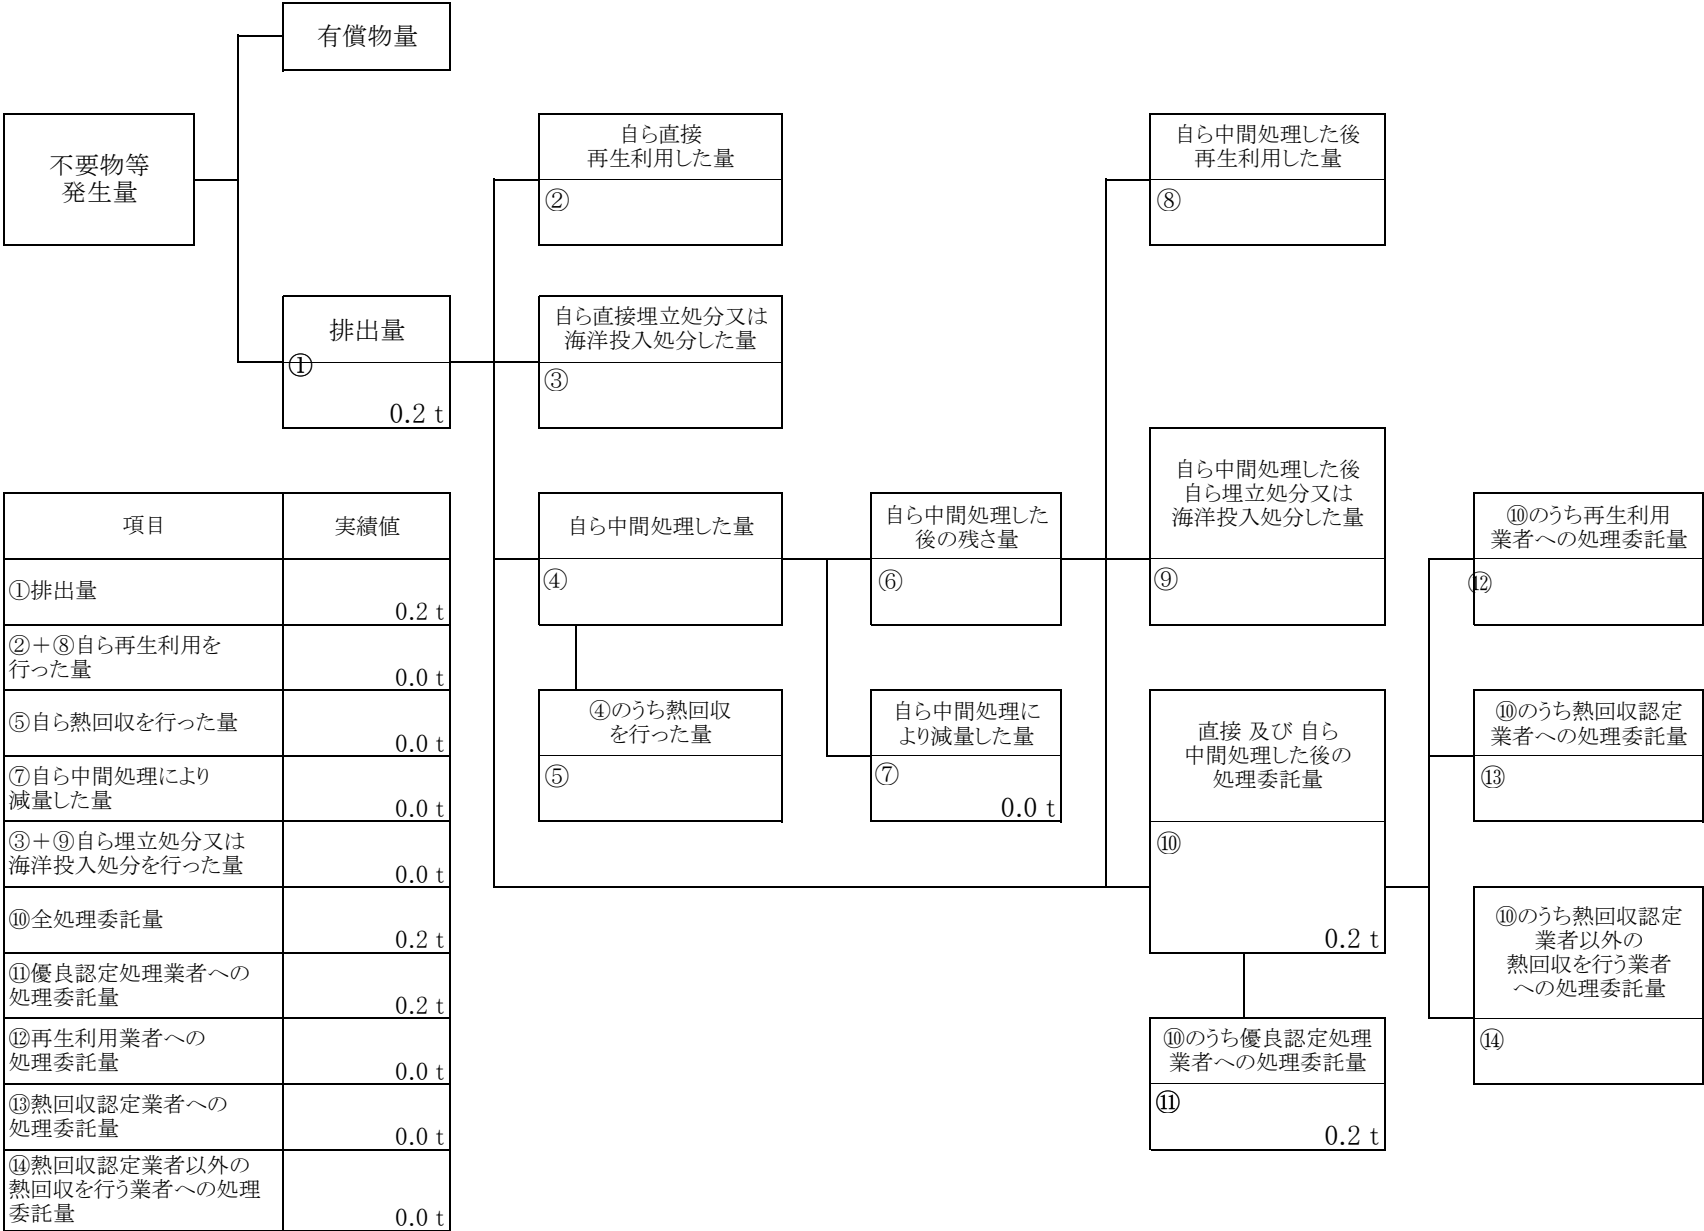 有償物量
不要物等
発生量
自ら直接
再生利用した量
②
自ら中間処理した後
再生利用した量
⑧
排出量
①
0.2 t
自ら直接埋立処分又は
海洋投入処分した量
③
自ら中間処理した後
自ら埋立処分又は
海洋投入処分した量
⑨
自ら中間処理した量
④
自ら中間処理した
後の残さ量
⑥
⑩のうち再生利用
業者への処理委託量
⑫
④のうち熱回収
を行った量
⑤
自ら中間処理に
より減量した量
⑦
0.0 t
直接 及び 自ら
中間処理した後の
処理委託量
⑩
0.2 t
⑩のうち熱回収認定
業者への処理委託量
⑬
⑩のうち熱回収認定
業者以外の
熱回収を行う業者
への処理委託量
⑭
⑩のうち優良認定処理
業者への処理委託量
⑪
0.2 t
項目 実績値
①排出量
0.2 t
②＋⑧自ら再生利用を
行った量
0.0 t
⑤自ら熱回収を行った量
0.0 t
⑦自ら中間処理により
減量した量
0.0 t
③＋⑨自ら埋立処分又は
海洋投入処分を行った量
0.0 t
⑩全処理委託量
0.2 t
⑪優良認定処理業者への
処理委託量
0.2 t
⑫再生利用業者への
処理委託量
0.0 t
⑬熱回収認定業者への
処理委託量
0.0 t
⑭熱回収認定業者以外の
熱回収を行う業者への処理
委託量
0.0 t